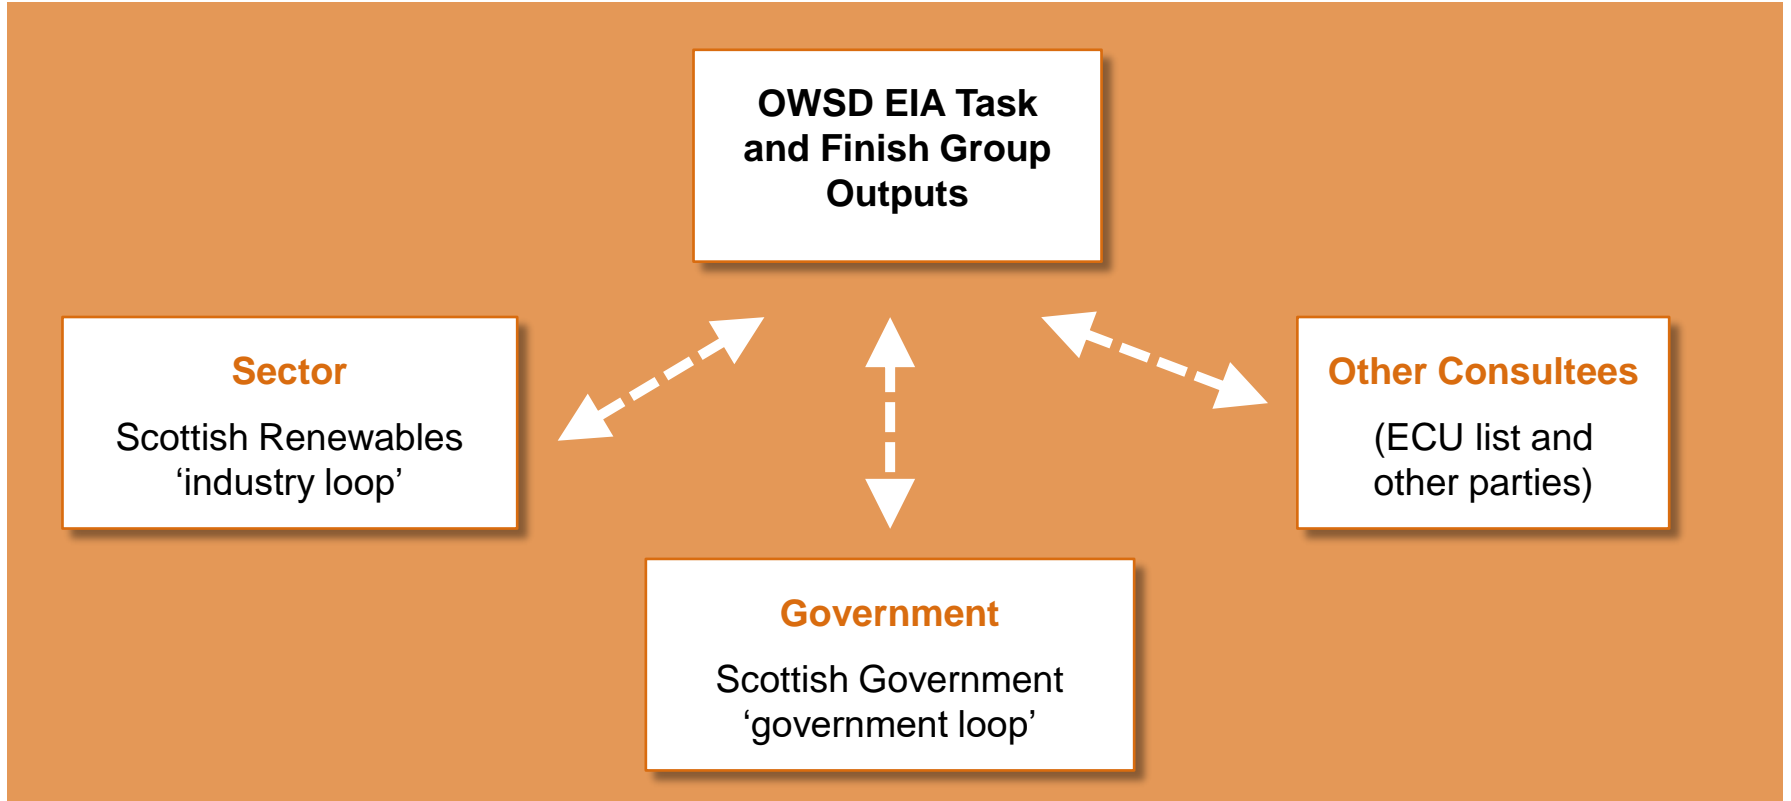 OWSD EIA Task
and Finish Group
Outputs
Sector
Scottish Renewables
‘industry loop’
Other Consultees
(ECU list and
other parties)
Government
Scottish Government
‘government loop’